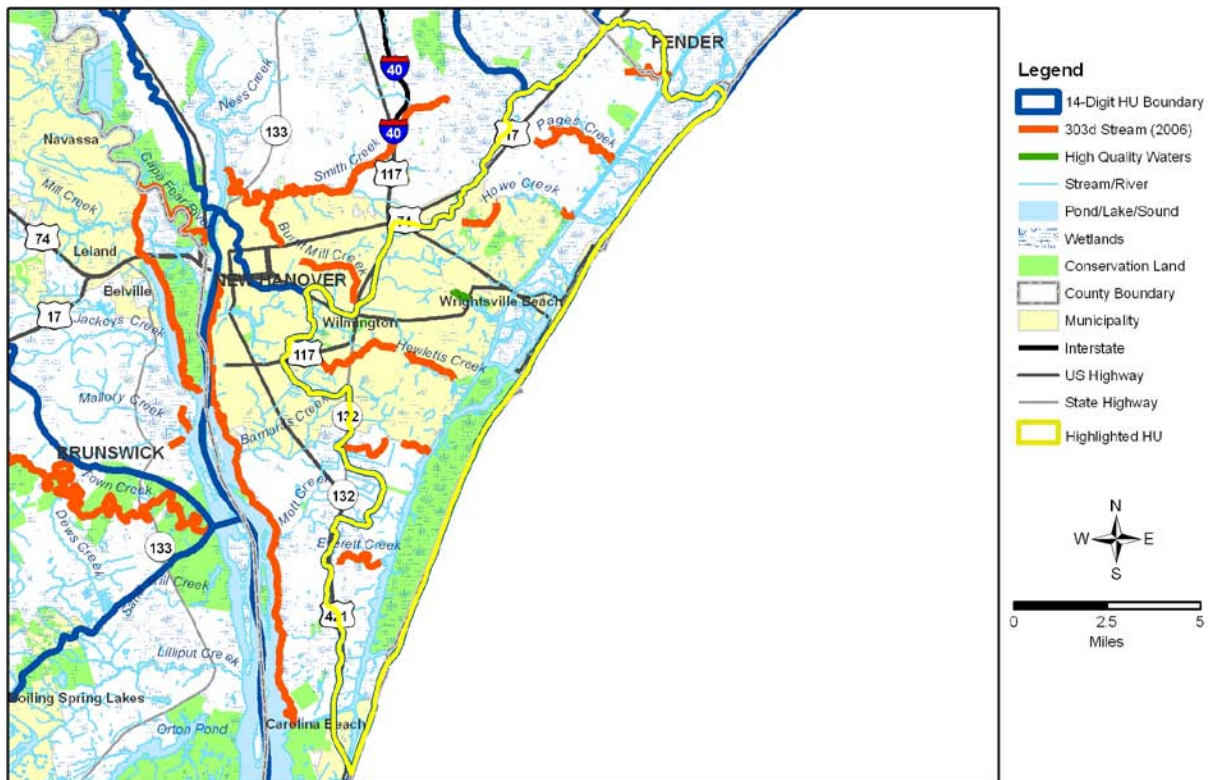 PENDER
40
Ness Creek
133
40
17
Pages Creek
Navassa
Smith Creek
117
Cape Fear River
Howe Creek
Mill Creek
74
74
Burnt Mill Creek
Leland
NEW HANOVER
Belville
Wrightsville Beach
17
Jackeys Creek
Wilmington
117
Hewletts Creek
Mallory Creek
Barnards Creek
132
BRUNSWICK
Town Creek
Mott Creek
132
Dews Creek
133
Everett Creek
Mill Creek
421
Lilliput Creek
Boiling Spring Lakes
Carolina Beach
Orton Pond
Legend
14-Digit HU Boundary
303d Stream (2006)
High Quality Waters
Stream/River
Pond/Lake/Sound
Wetlands
Conservation Land
County Boundary
Municipality
Interstate
US Highway
State Highway
Highlighted HU
N
W E
S
0 2.5 5
Miles